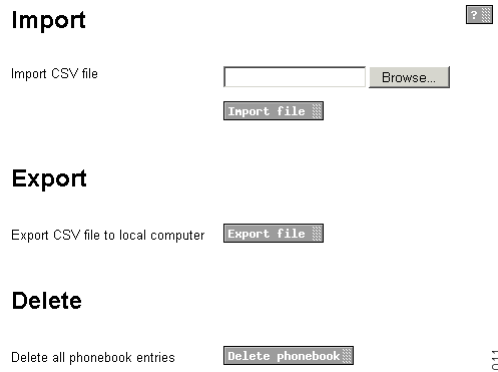 Import
?
Import CSV file
Browse...
Import file
Export
Export CSV file to local computer
Export file
Delete
Delete all phonebook entries
Delete phonebook